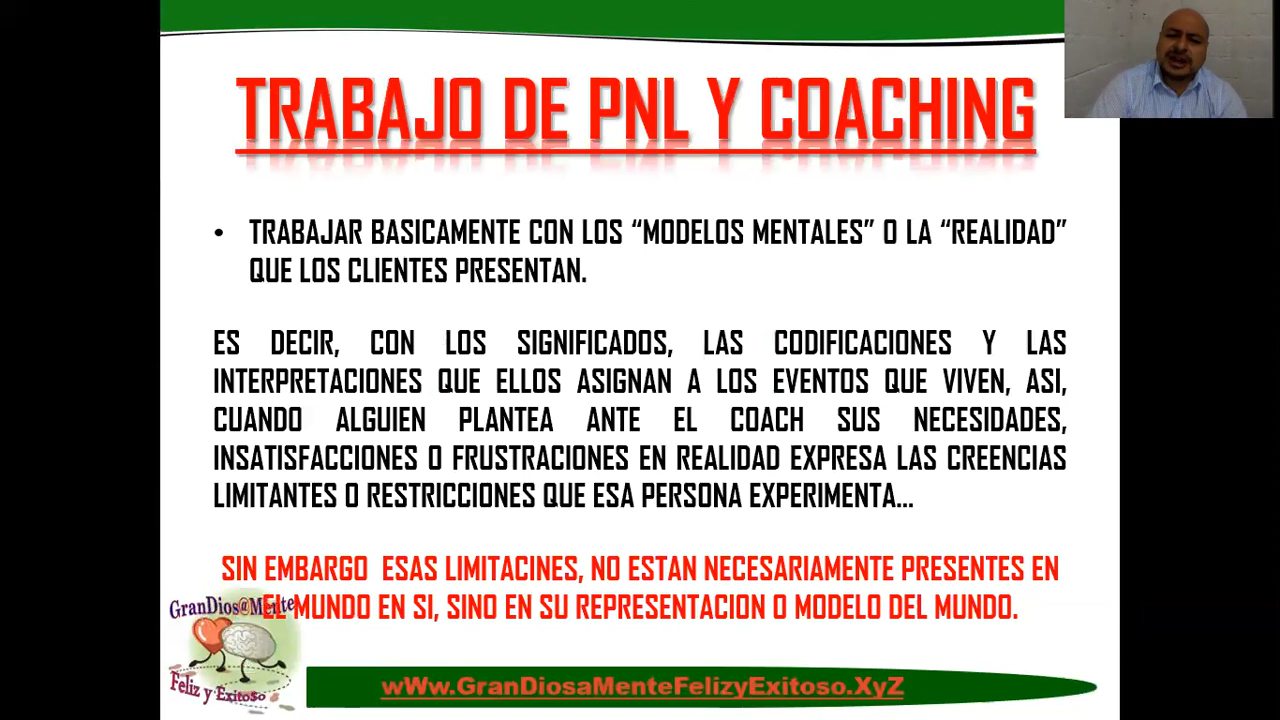 TRABAJO DE PNL Y COACHING
• TRABAJAR BASICAMENTE CON LOS “MODELOS MENTALES” O LA “REALIDAD”
QUE LOS CLIENTES PRESENTAN.
ES DECIR, CON LOS SIGNIFICADOS, LAS CODIFICACIONES Y LAS
INTERPRETACIONES QUE ELLOS ASIGNAN A LOS EVENTOS QUE VIVEN, ASI,
CUANDO ALGUIEN PLANTEA ANTE EL COACH SUS NECESIDADES,
INSATISFACCIONES O FRUSTRACIONES EN REALIDAD EXPRESA LAS CREENCIAS
LIMITANTES O RESTRICCIONES QUE ESA PERSONA EXPERIMENTA...
SIN EMBARGO ESAS LIMITACINES, NO ESTAN NECESARIAMENTE PRESENTES EN
EL MUNDO EN SI, SINO EN SU REPRESENTACION O MODELO DEL MUNDO.
GranDios@Mente
Feliz y Exito$o
wWw.GranDiosaMenteFelizyExitoso.XyZ